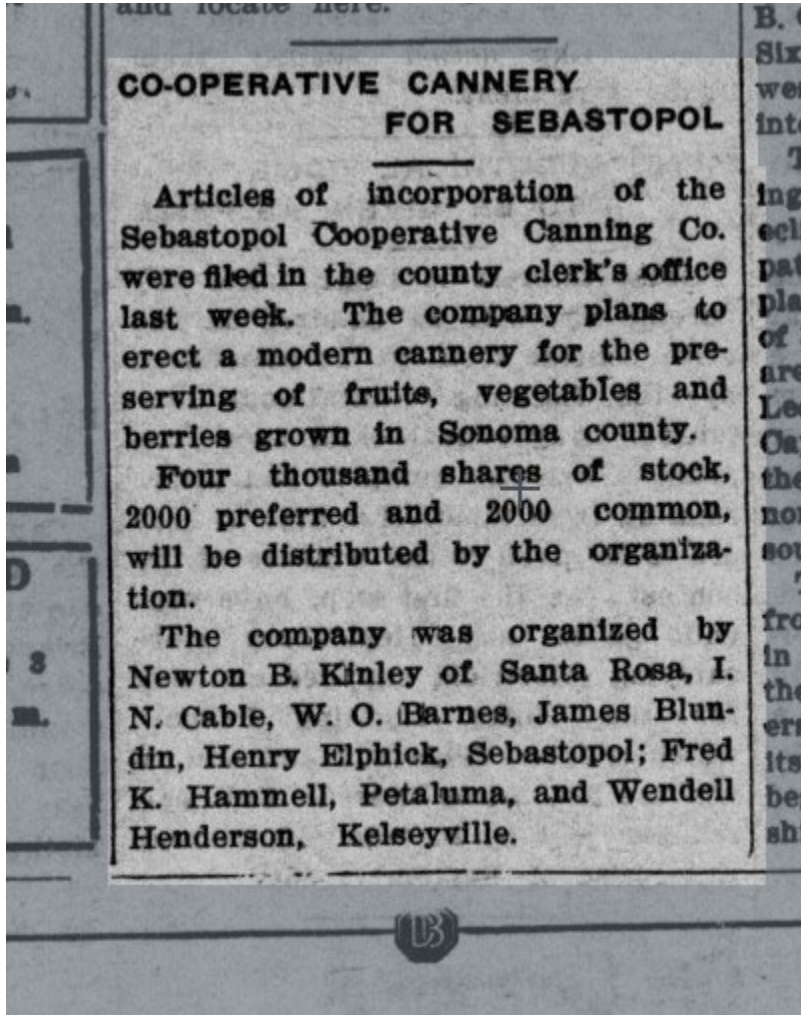 and locate here.
CO-OPERATIVE CANNERY
FOR SEBASTOPOL
Articles of incorporation of the
Sebastopol Cooperative Canning Co.
were filed in the county clerk's office
last week. The company plans to
erect a modern cannery for the pre-
serving of fruits, vegetables and
berries grown in Sonoma county.
Four thousand shares of stock,
2000 preferred and 2000 common,
will be distributed by the organiza-
tion.
The company was organized by
Newton B. Kinley of Santa Rosa, I.
N. Cable, W. O. Barnes, James Blun-
din, Henry Elphick, Sebastopol; Fred
K. Hammell, Petaluma, and Wendell
Henderson, Kelseyville.